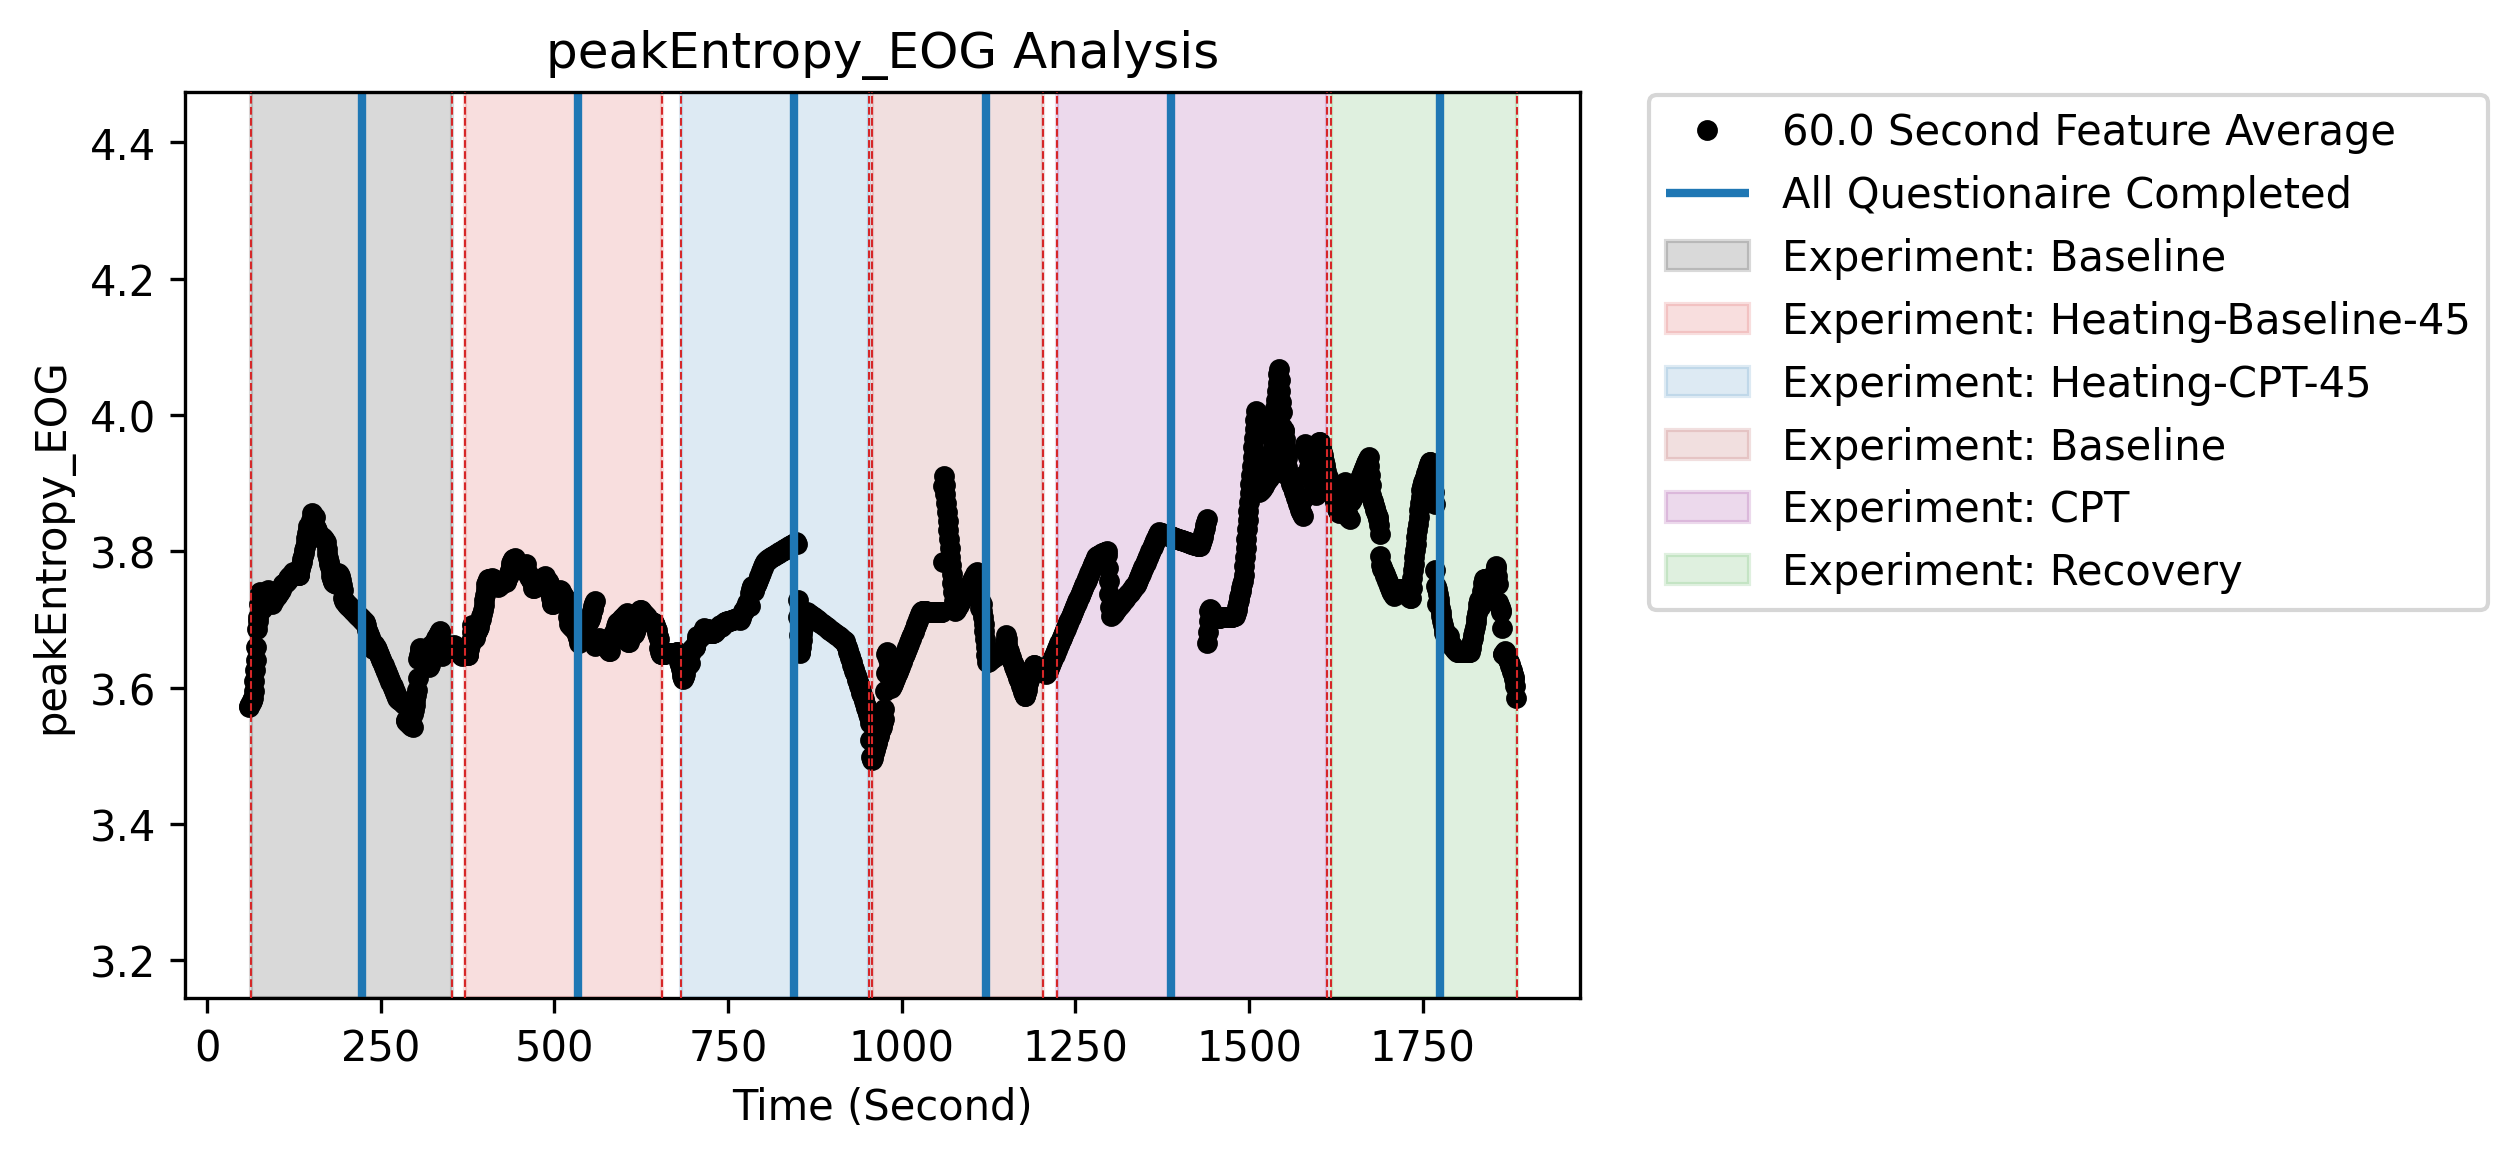 peakEntropy_EOG Analysis
peakEntropy_EOG
4.4
4.2
4.0
3.8
3.6
3.4
3.2
0 250 500 750 1000 1250 1500 1750
Time (Second)
60.0 Second Feature Average
All Questionaire Completed
Experiment: Baseline
Experiment: Heating-Baseline-45
Experiment: Heating-CPT-45
Experiment: Baseline
Experiment: CPT
Experiment: Recovery